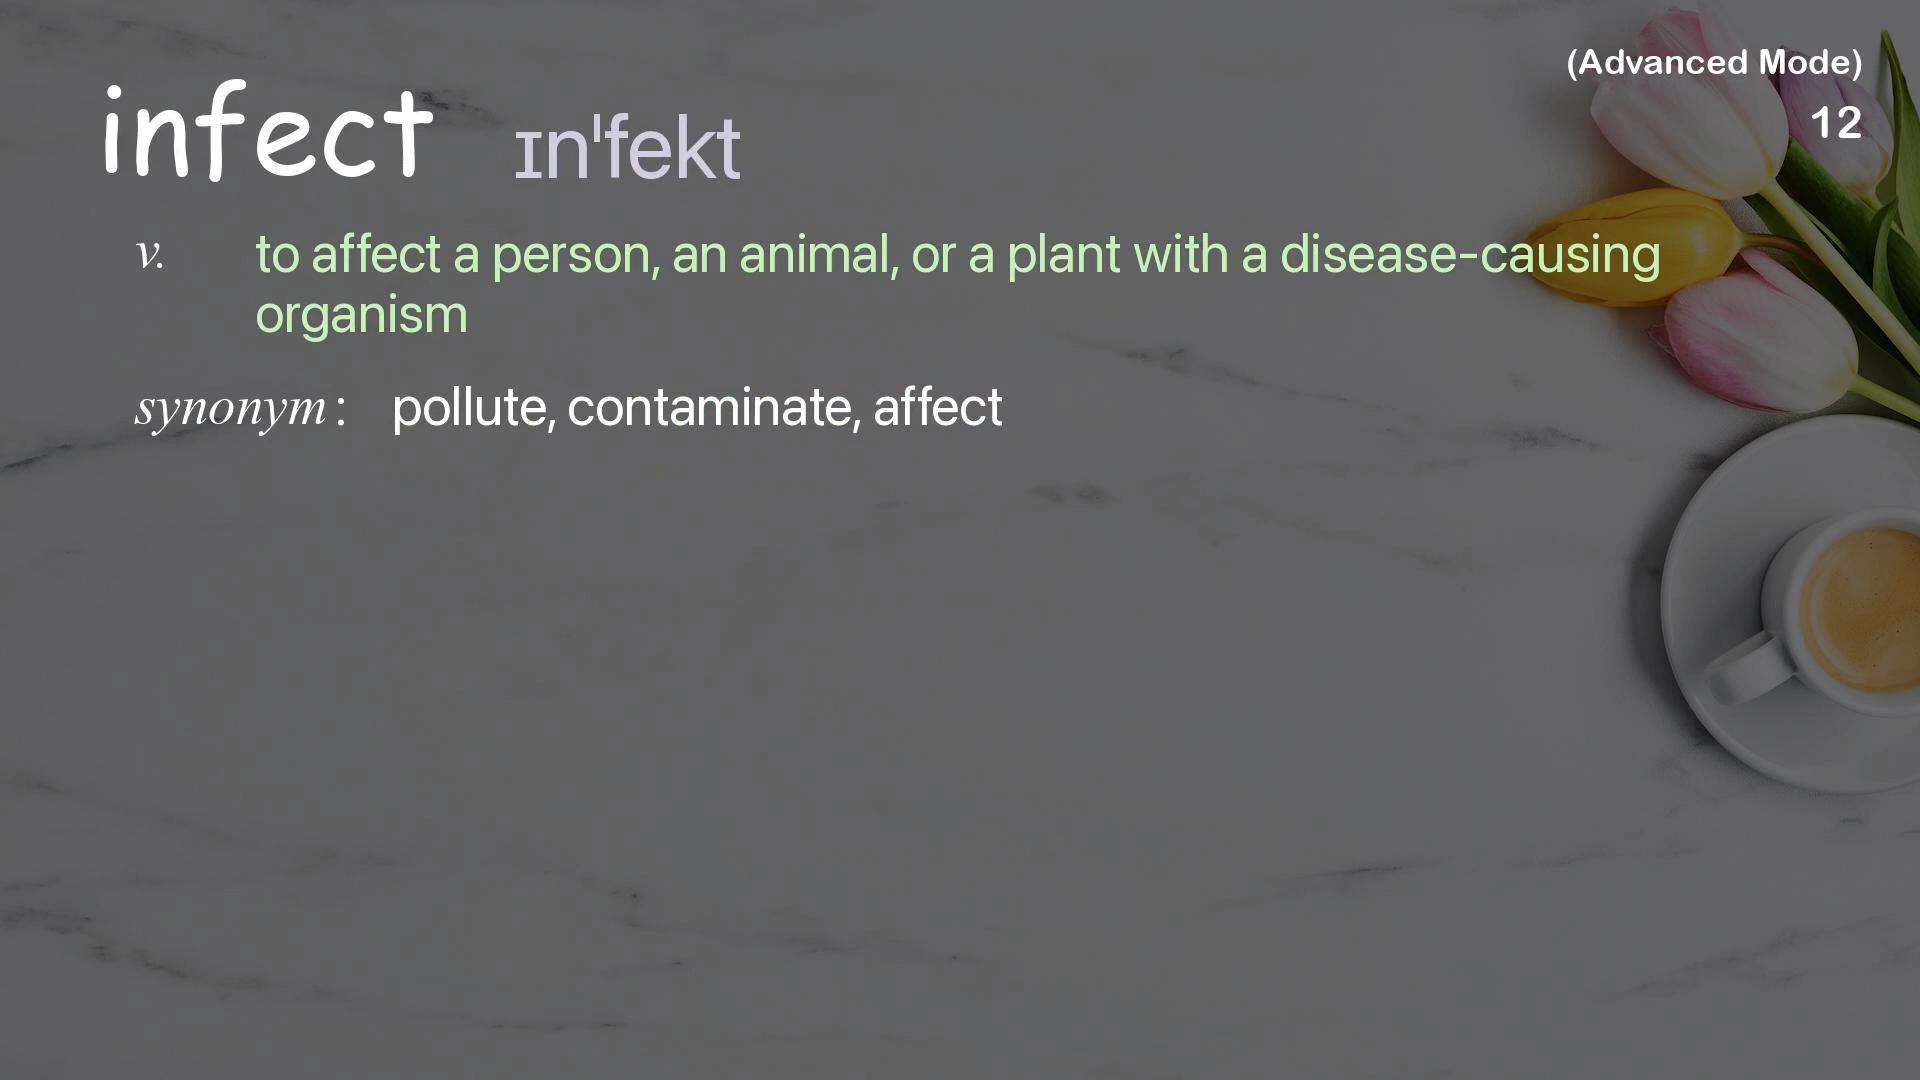 (Advanced Mode)
12
infect ɪnˈfekt
v. to affect a person, an animal, or a plant with a disease-causing
organism
synonym : pollute, contaminate, affect